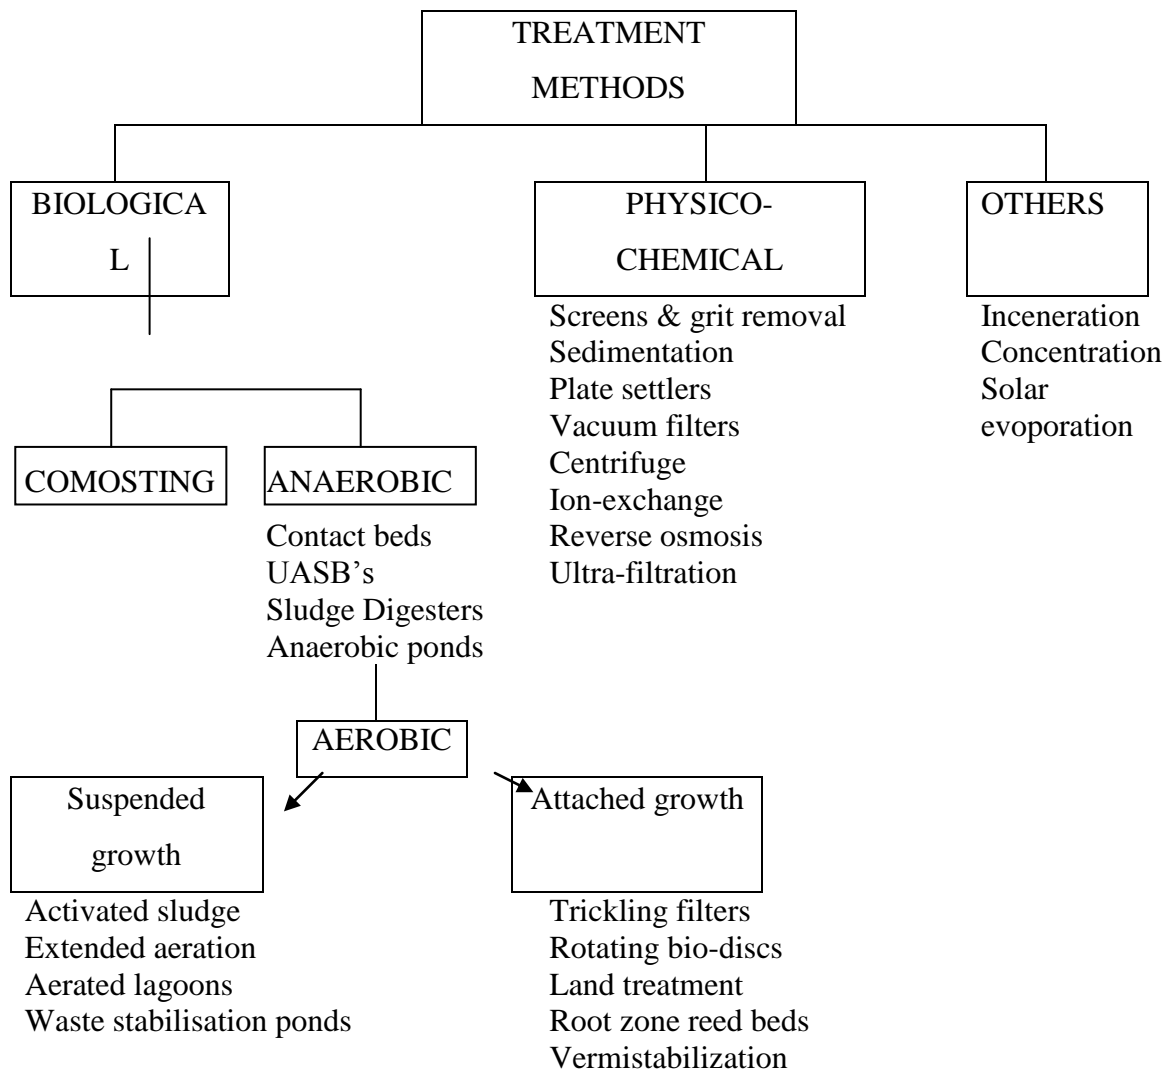 TREATMENT
METHODS
BIOLOGICA
L
PHYSICO-
CHEMICAL
OTHERS
Screens & grit removal
Sedimentation
Plate settlers
Vacuum filters
Centrifuge
Ion-exchange
Reverse osmosis
Ultra-filtration
Inceneration
Concentration
Solar
evoporation
COMOSTING
ANAEROBIC
Contact beds
UASB’s
Sludge Digesters
Anaerobic ponds
AEROBIC
Suspended
growth
Attached growth
Activated sludge
Extended aeration
Aerated lagoons
Waste stabilisation ponds
Trickling filters
Rotating bio-discs
Land treatment
Root zone reed beds
Vermistabilization